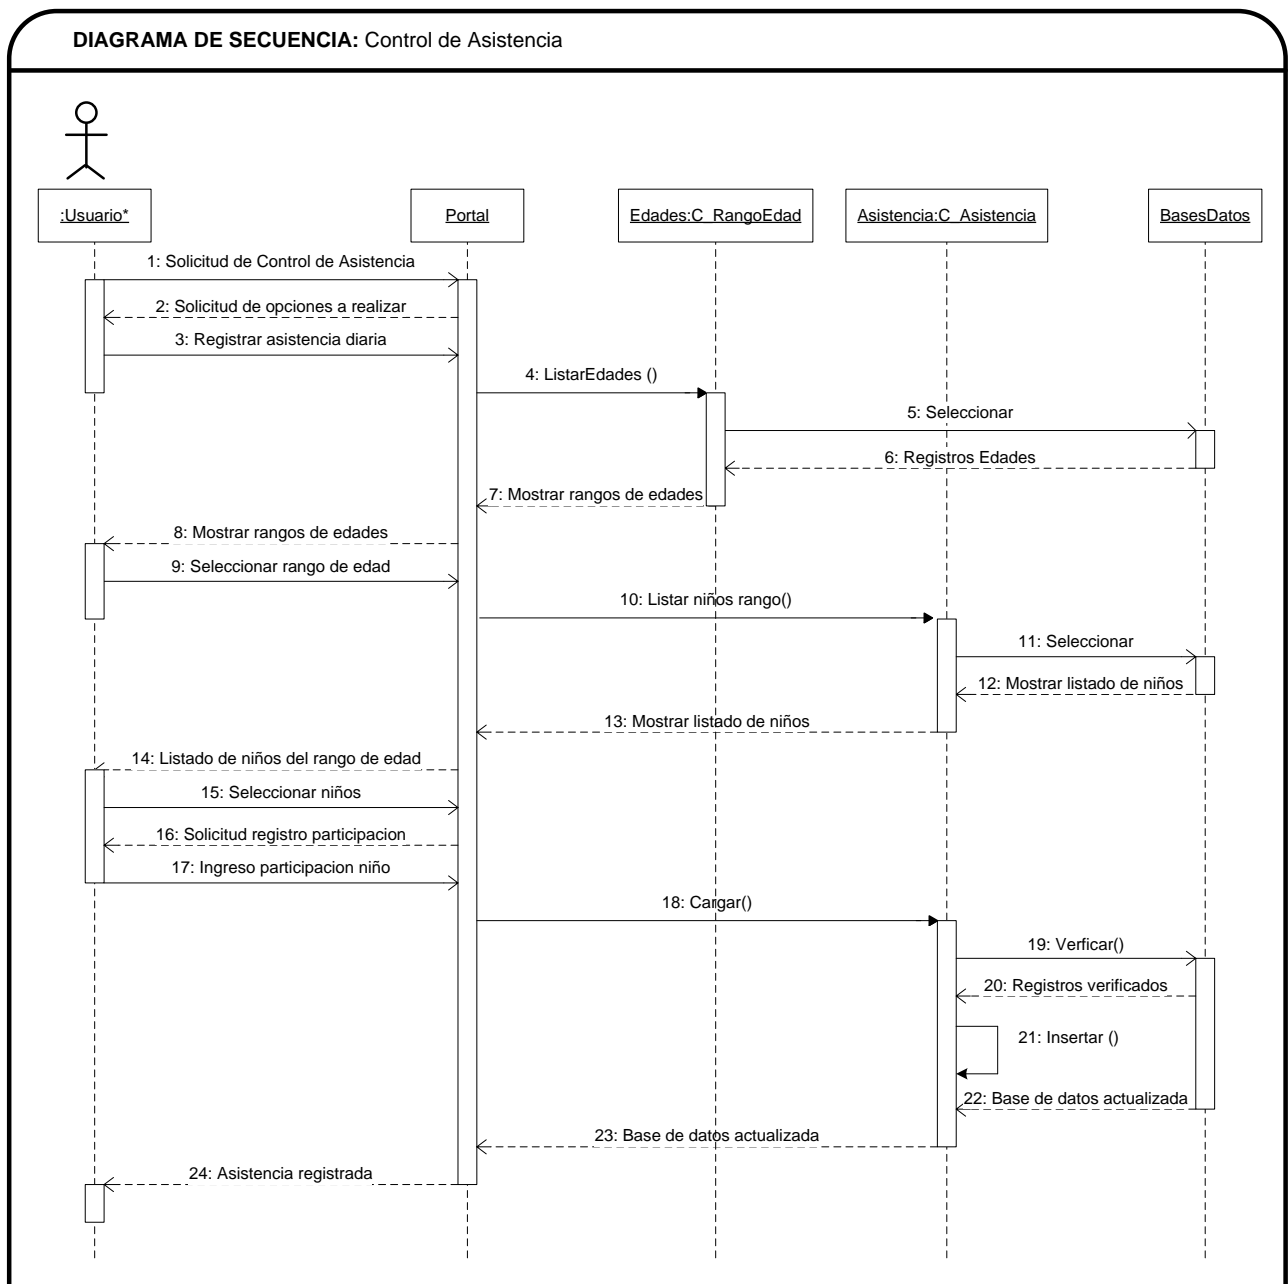 DIAGRAMA DE SECUENCIA: Control de Asistencia
:Usuario*
Portal
Edades:C_RangoEdad
Asistencia:C_Asistencia
BasesDatos
1: Solicitud de Control de Asistencia
2: Solicitud de opciones a realizar
3: Registrar asistencia diaria
4: ListarEdades ()
5: Seleccionar
6: Registros Edades
7: Mostrar rangos de edades
8: Mostrar rangos de edades
9: Seleccionar rango de edad
10: Listar niños rango()
11: Seleccionar
12: Mostrar listado de niños
13: Mostrar listado de niños
14: Listado de niños del rango de edad
15: Seleccionar niños
16: Solicitud registro participacion
17: Ingreso participacion niño
18: Cargar()
19: Verficar()
20: Registros verificados
21: Insertar ()
22: Base de datos actualizada
23: Base de datos actualizada
24: Asistencia registrada